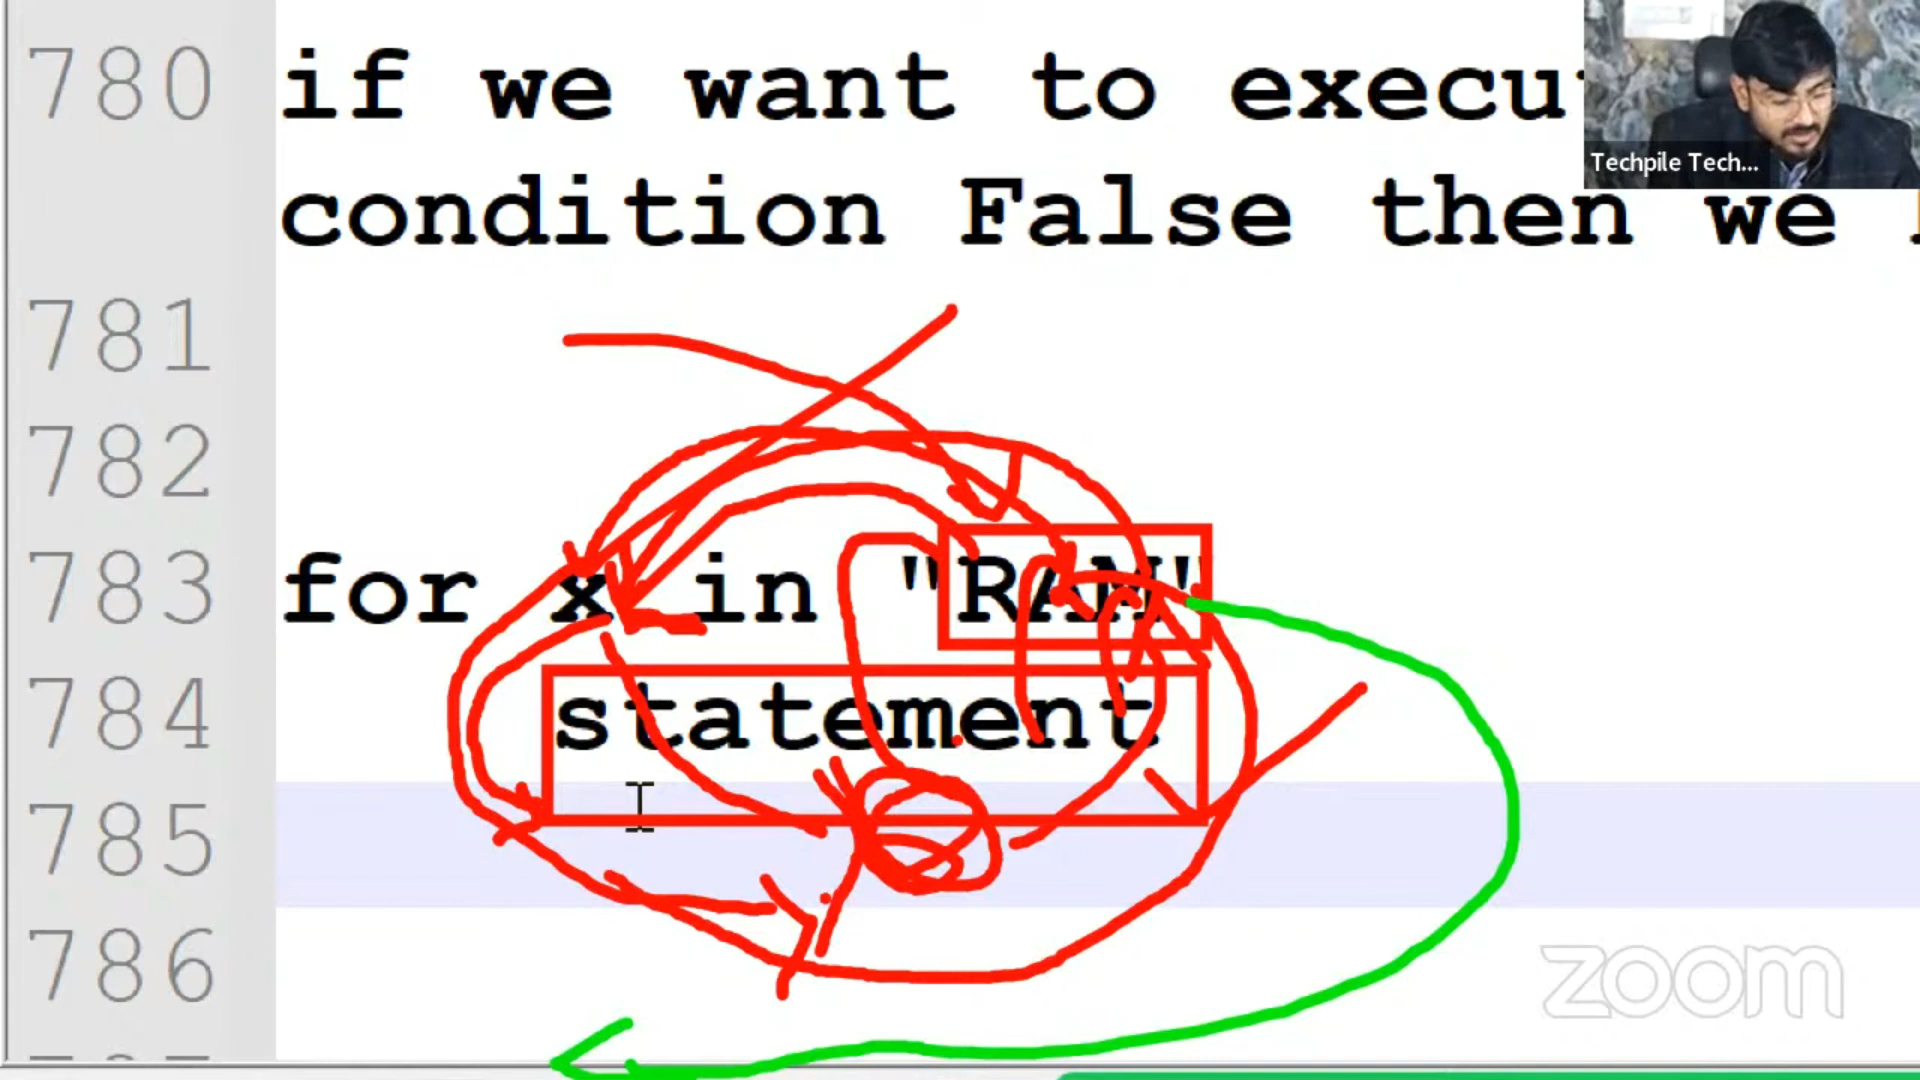 780 if we want to execu
Techpile Tech...
condition False then we
781
782
783 for x in "RAM"
784 statement
785
786
zoom